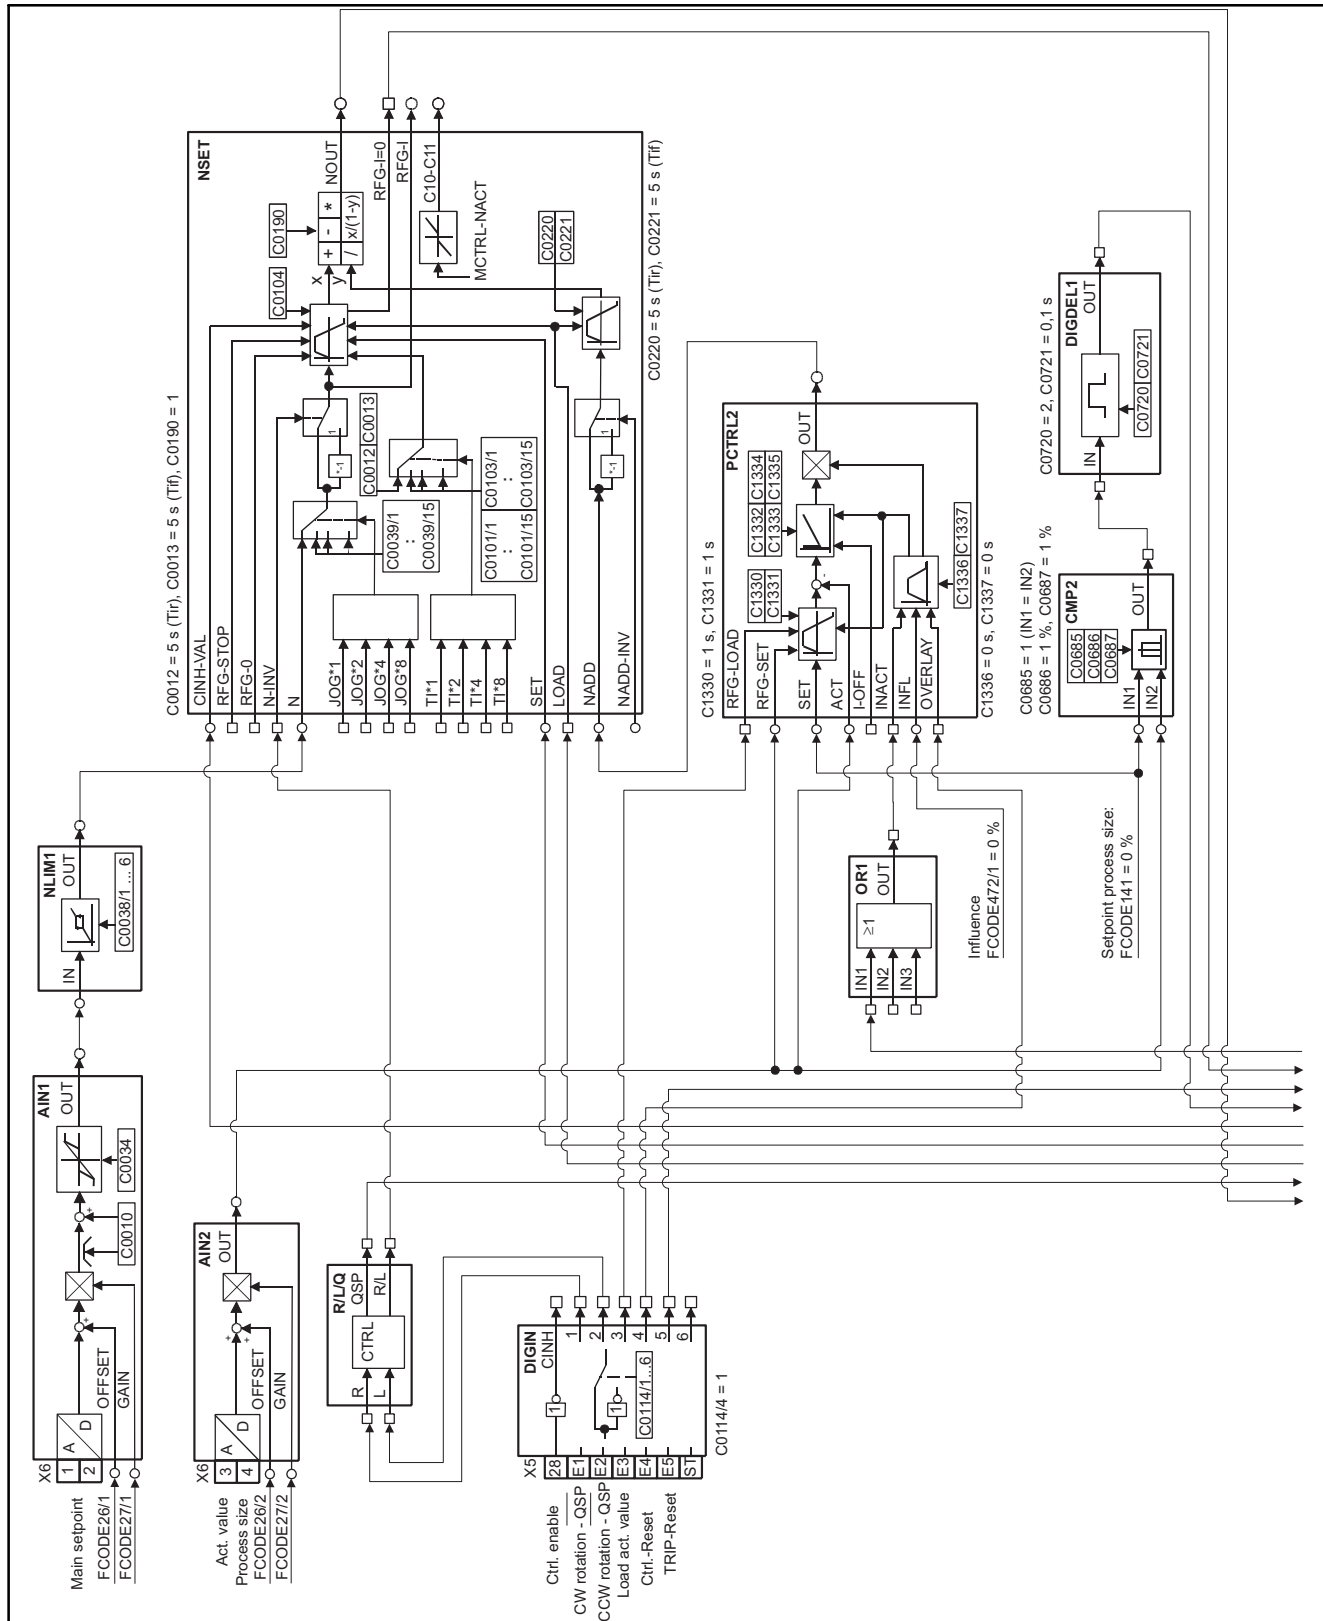 X6
1
2
Main setpoint
FCODE26/1
FCODE27/1
A
D
OFFSET
GAIN
+
C0010
+
C0034
AIN1
OUT
NLIM1
IN
OUT
C0038/1 ... 6
X6
3
4
Act. value
Process size
FCODE26/2
FCODE27/2
A
D
OFFSET
GAIN
+
+
AIN2
OUT
R/L/Q
R
L
CTRL
QSP
R/L
X5
28
E1
E2
E3
E4
E5
ST
Ctrl. enable
CW rotation - QSP
CCW rotation - QSP
Load act. value
Ctrl.-Reset
TRIP-Reset
DIGIN
CINH
1
1
1
2
3
4
5
6
C0114/1...6
C0114/4 = 1
C0012 = 5 s (Tir), C0013 = 5 s (Tif), C0190 = 1
NSET
CINH-VAL
RFG-STOP
RFG-0
N-INV
N
JOG*1
JOG*2
JOG*4
JOG*8
TI*1
TI*2
TI*4
TI*8
SET
LOAD
NADD
NADD-INV
C0039/1
:
C0039/15
*-1
1
C0012 C0013
C0101/1
:
C0101/15
C0103/1
:
C0103/15
*-1
1
C0104
C0190
x
y
+ - *
/ x/(1-y)
NOUT
RFG-I=0
RFG-I
C10-C11
MCTRL-NACT
C0220
C0221
C0220 = 5 s (Tir), C0221 = 5 s (Tif)
C1330 = 1 s, C1331 = 1 s
PCTRL2
RFG-LOAD
RFG-SET
SET
ACT
I-OFF
INACT
INFL
OVERLAY
C1330
C1331
-
C1332 C1334
C1333 C1335
OUT
C1336 C1337
C1336 = 0 s, C1337 = 0 s
OR1
IN1
IN2
IN3
≥1
OUT
Influence
FCODE472/1 = 0 %
C0685 = 1 (IN1 = IN2)
C0686 = 1 %, C0687 = 1 %
CMP2
C0685
C0686
C0687
IN1
IN2
OUT
Setpoint process size:
FCODE141 = 0 %
C0720 = 2, C0721 = 0,1 s
DIGDEL1
IN
OUT
C0720 C0721